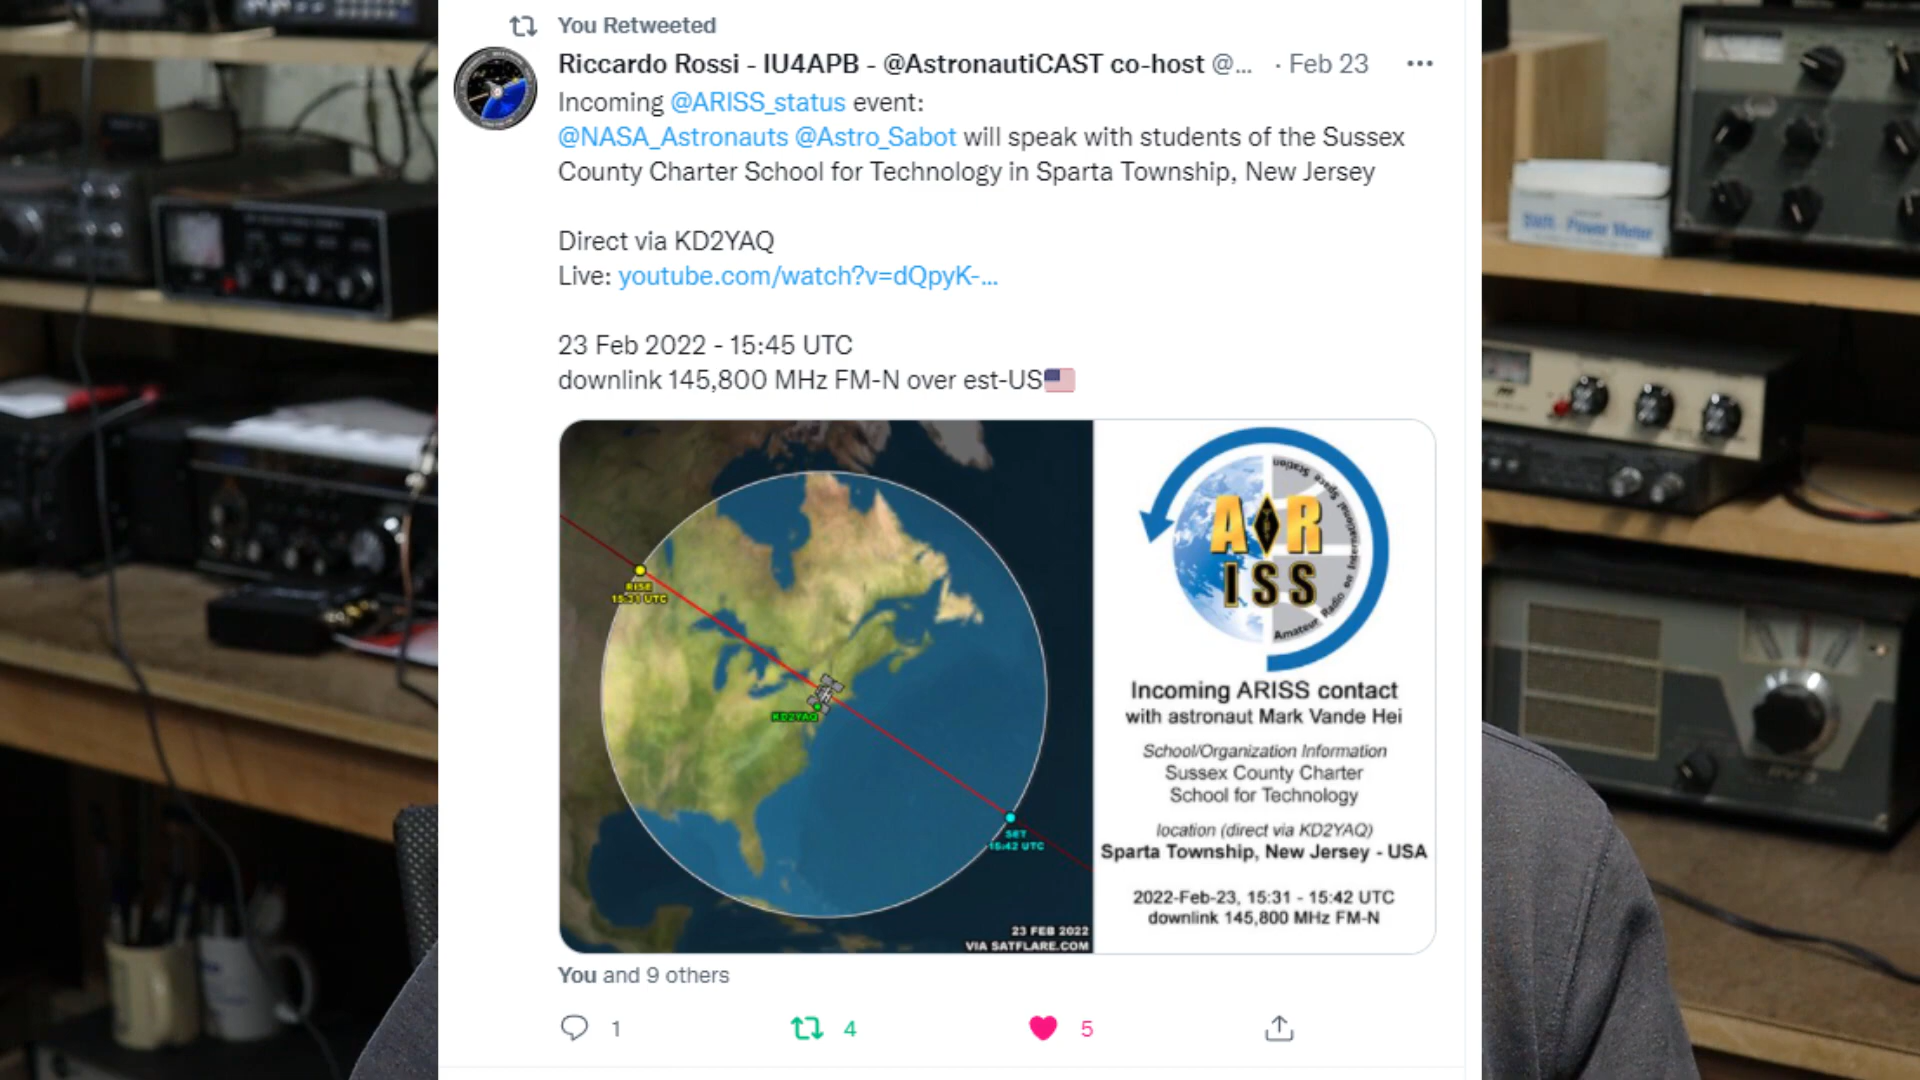 You Retweeted
Riccardo Rossi - IU4APB - @AstronautiCAST co-host @... · Feb 23
Incoming @ARISS_status event:
@NASA_Astronauts @Astro_Sabot will speak with students of the Sussex
County Charter School for Technology in Sparta Township, New Jersey
Direct via KD2YAQ
Live: youtube.com/watch?v=dQpyK-...
23 Feb 2022 - 15:45 UTC
downlink 145,800 MHz FM-N over est-US
RISE
15:31 UTC
KD2YAQ
SET
15:42 UTC
23 FEB 2022
VIA SATFLARE.COM
Amateur Radio on International Space Station
AR
ISS
Incoming ARISS contact
with astronaut Mark Vande Hei
School/Organization Information
Sussex County Charter
School for Technology
location (direct via KD2YAQ)
Sparta Township, New Jersey - USA
2022-Feb-23, 15:31 - 15:42 UTC
downlink 145,800 MHz FM-N
You and 9 others
1
4
5
SWR - Power Meter